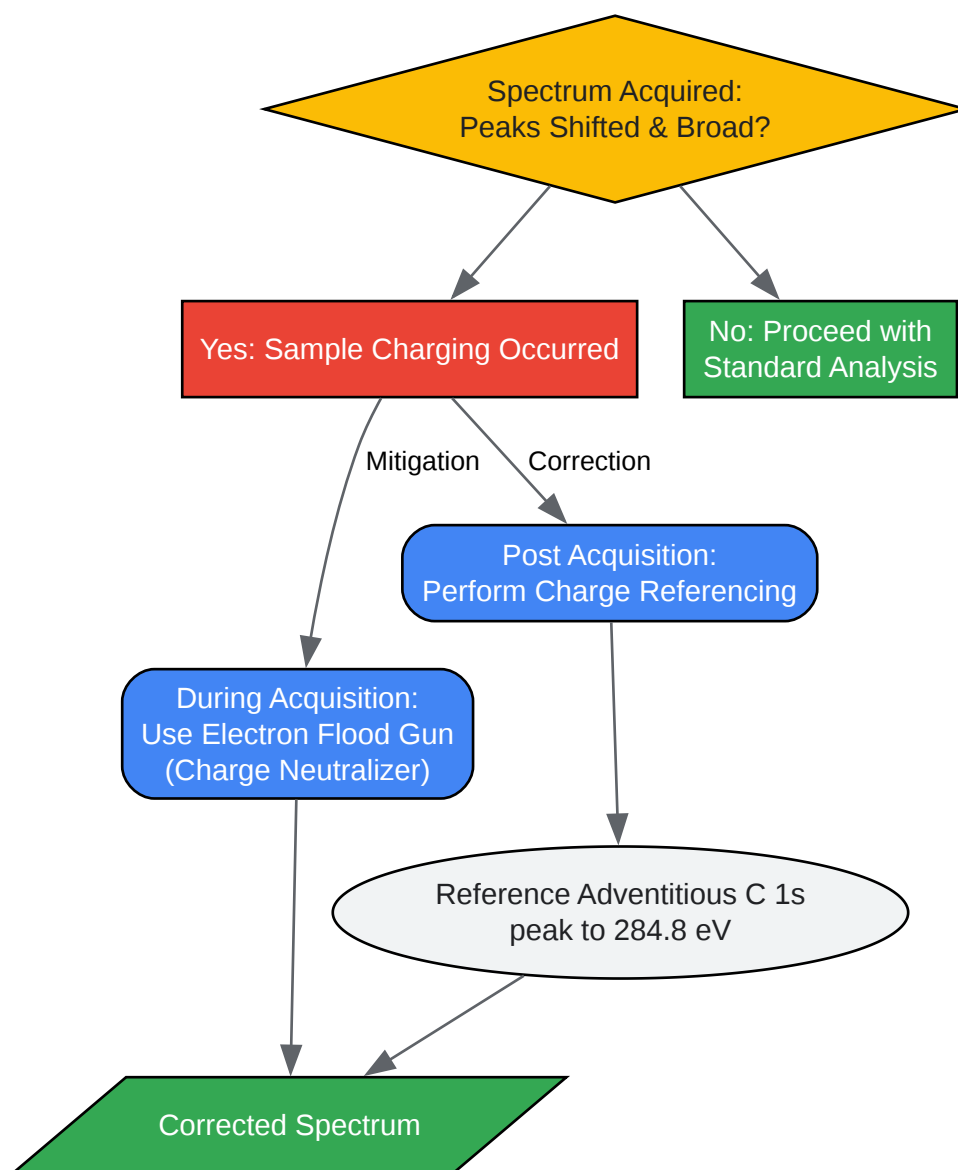 Spectrum Acquired:
Peaks Shifted & Broad?
Yes: Sample Charging Occurred
No: Proceed with
Standard Analysis
Mitigation
Correction
Post Acquisition:
Perform Charge Referencing
During Acquisition:
Use Electron Flood Gun
(Charge Neutralizer)
Reference Adventitious C 1s
peak to 284.8 eV
Corrected Spectrum